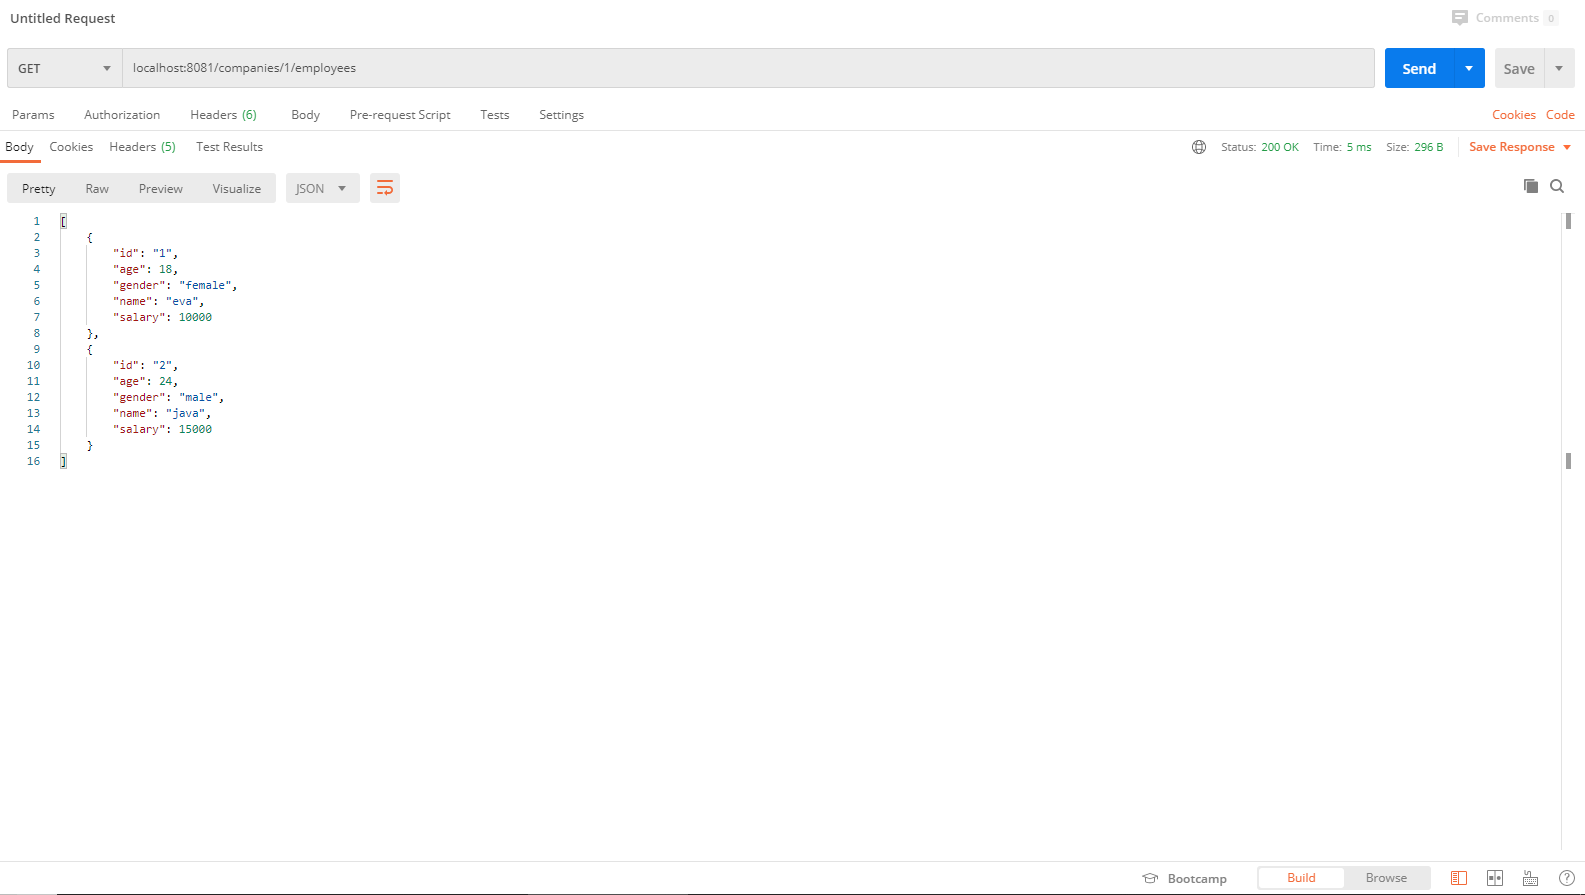 Untitled Request
Comments 0
GET localhost:8081/companies/1/employees Send Save
Params Authorization Headers (6) Body Pre-request Script Tests Settings Cookies Code
Body Cookies Headers (5) Test Results Status: 200 OK Time: 5 ms Size: 296 B Save Response
Pretty Raw Preview Visualize JSON
1 [
2 {
3 "id": "1",
4 "age": 18,
5 "gender": "female",
6 "name": "eva",
7 "salary": 10000
8 },
9 {
10 "id": "2",
11 "age": 24,
12 "gender": "male",
13 "name": "java",
14 "salary": 15000
15 }
16 ]
Bootcamp Build Browse